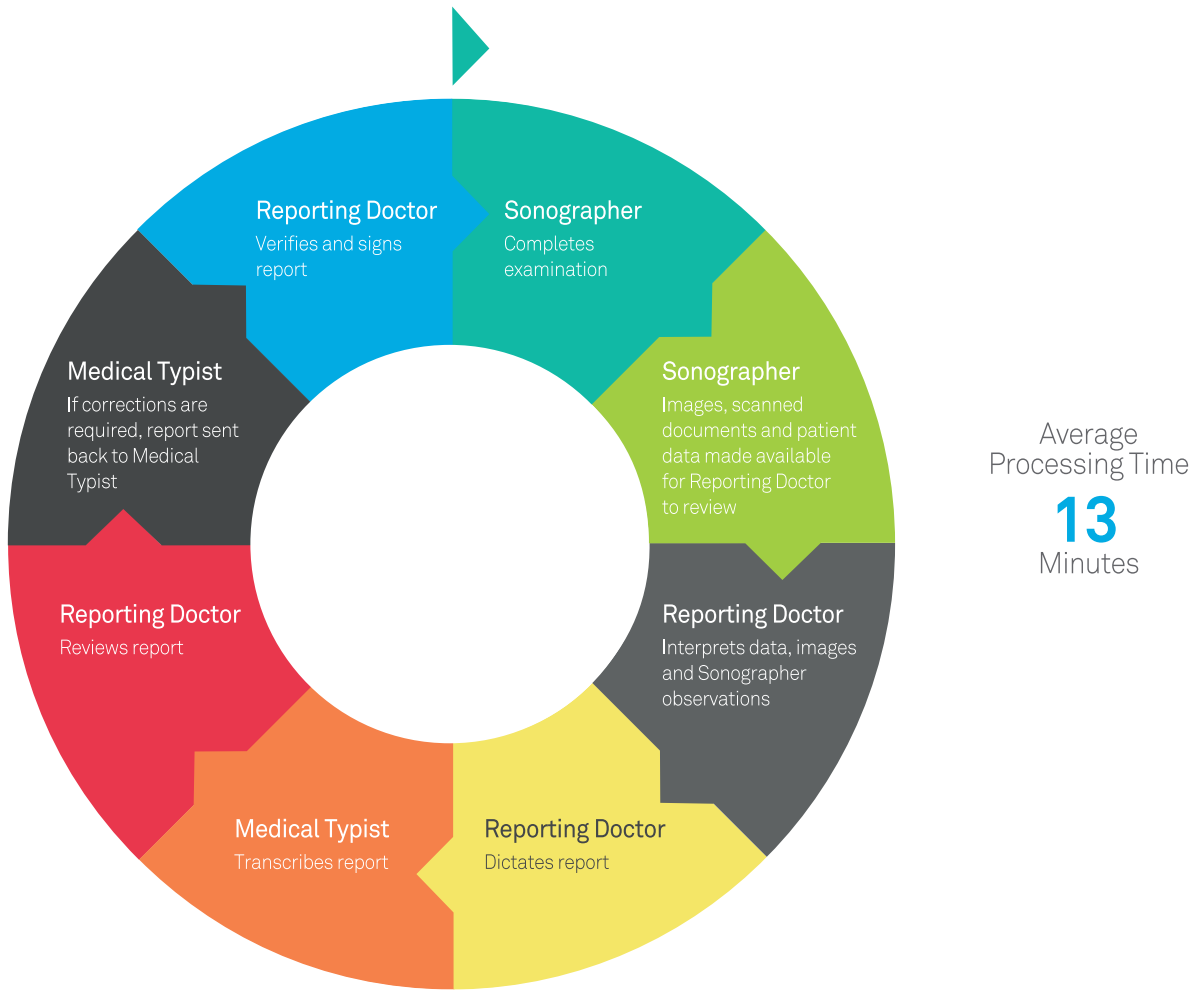 Sonographer
Completes
examination
Sonographer
Images, scanned
documents and patient
data made available
for Reporting Doctor
to review
Reporting Doctor
Interprets data, images
and Sonographer
observations
Reporting Doctor
Dictates report
Medical Typist
Transcribes report
Reporting Doctor
Reviews report
Medical Typist
If corrections are
required, report sent
back to Medical
Typist
Reporting Doctor
Verifies and signs
report
Average
Processing Time
13
Minutes